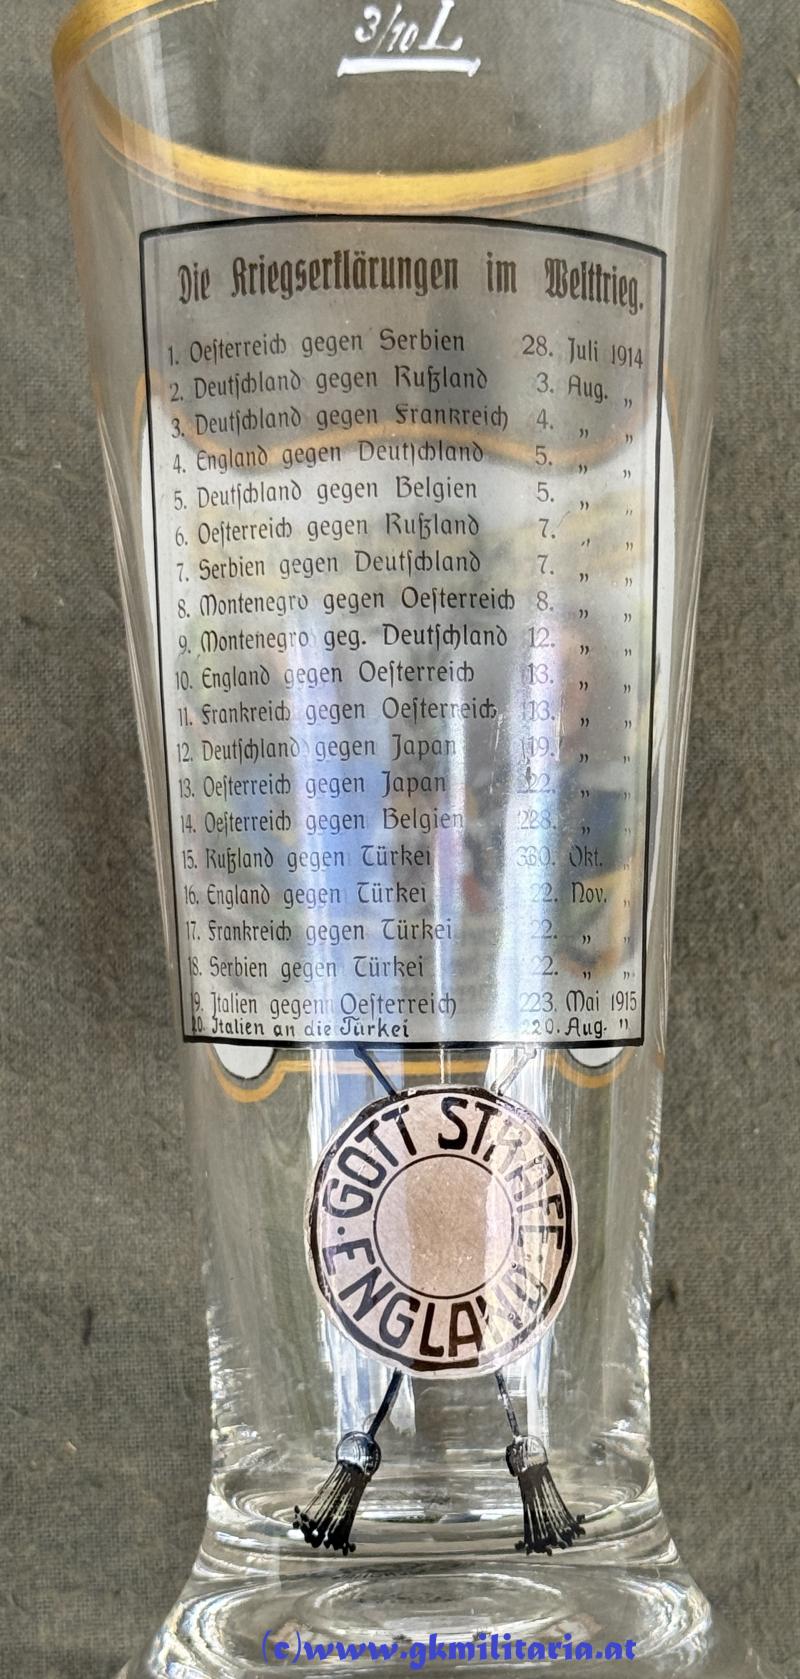 3/10 L
Die Kriegserklärungen im Weltkrieg.
1. Oesterreich gegen Serbien 28. Juli 1914
2. Deutschland gegen Rußland 3. Aug. „
3. Deutschland gegen Frankreich 4. „ „
4. England gegen Deutschland 5. „ „
5. Deutschland gegen Belgien 5. „ „
6. Oesterreich gegen Rußland 7. „ „
7. Serbien gegen Deutschland 7. „ „
8. Montenegro gegen Oesterreich 8. „ „
9. Montenegro geg. Deutschland 12. „ „
10. England gegen Oesterreich 13. „ „
11. Frankreich gegen Oesterreich 13. „ „
12. Deutschland gegen Japan 19. „ „
13. Oesterreich gegen Japan 22. „ „
14. Oesterreich gegen Belgien 28. „ „
15. Rußland gegen Türkei 30. Okt. „
16. England gegen Türkei 2. Nov. „
17. Frankreich gegen Türkei 2. „ „
18. Serbien gegen Türkei 2. „ „
19. Italien gegen Oesterreich 23. Mai 1915
20. Italien an die Türkei 20. Aug. "
GOTT STRAFE
· ENGLAND ·
(c)www.gkmilitaria.at